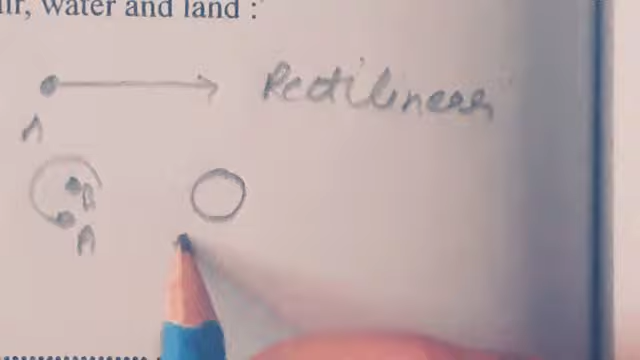 ir, water and land :
Rectilinear
A
B
A